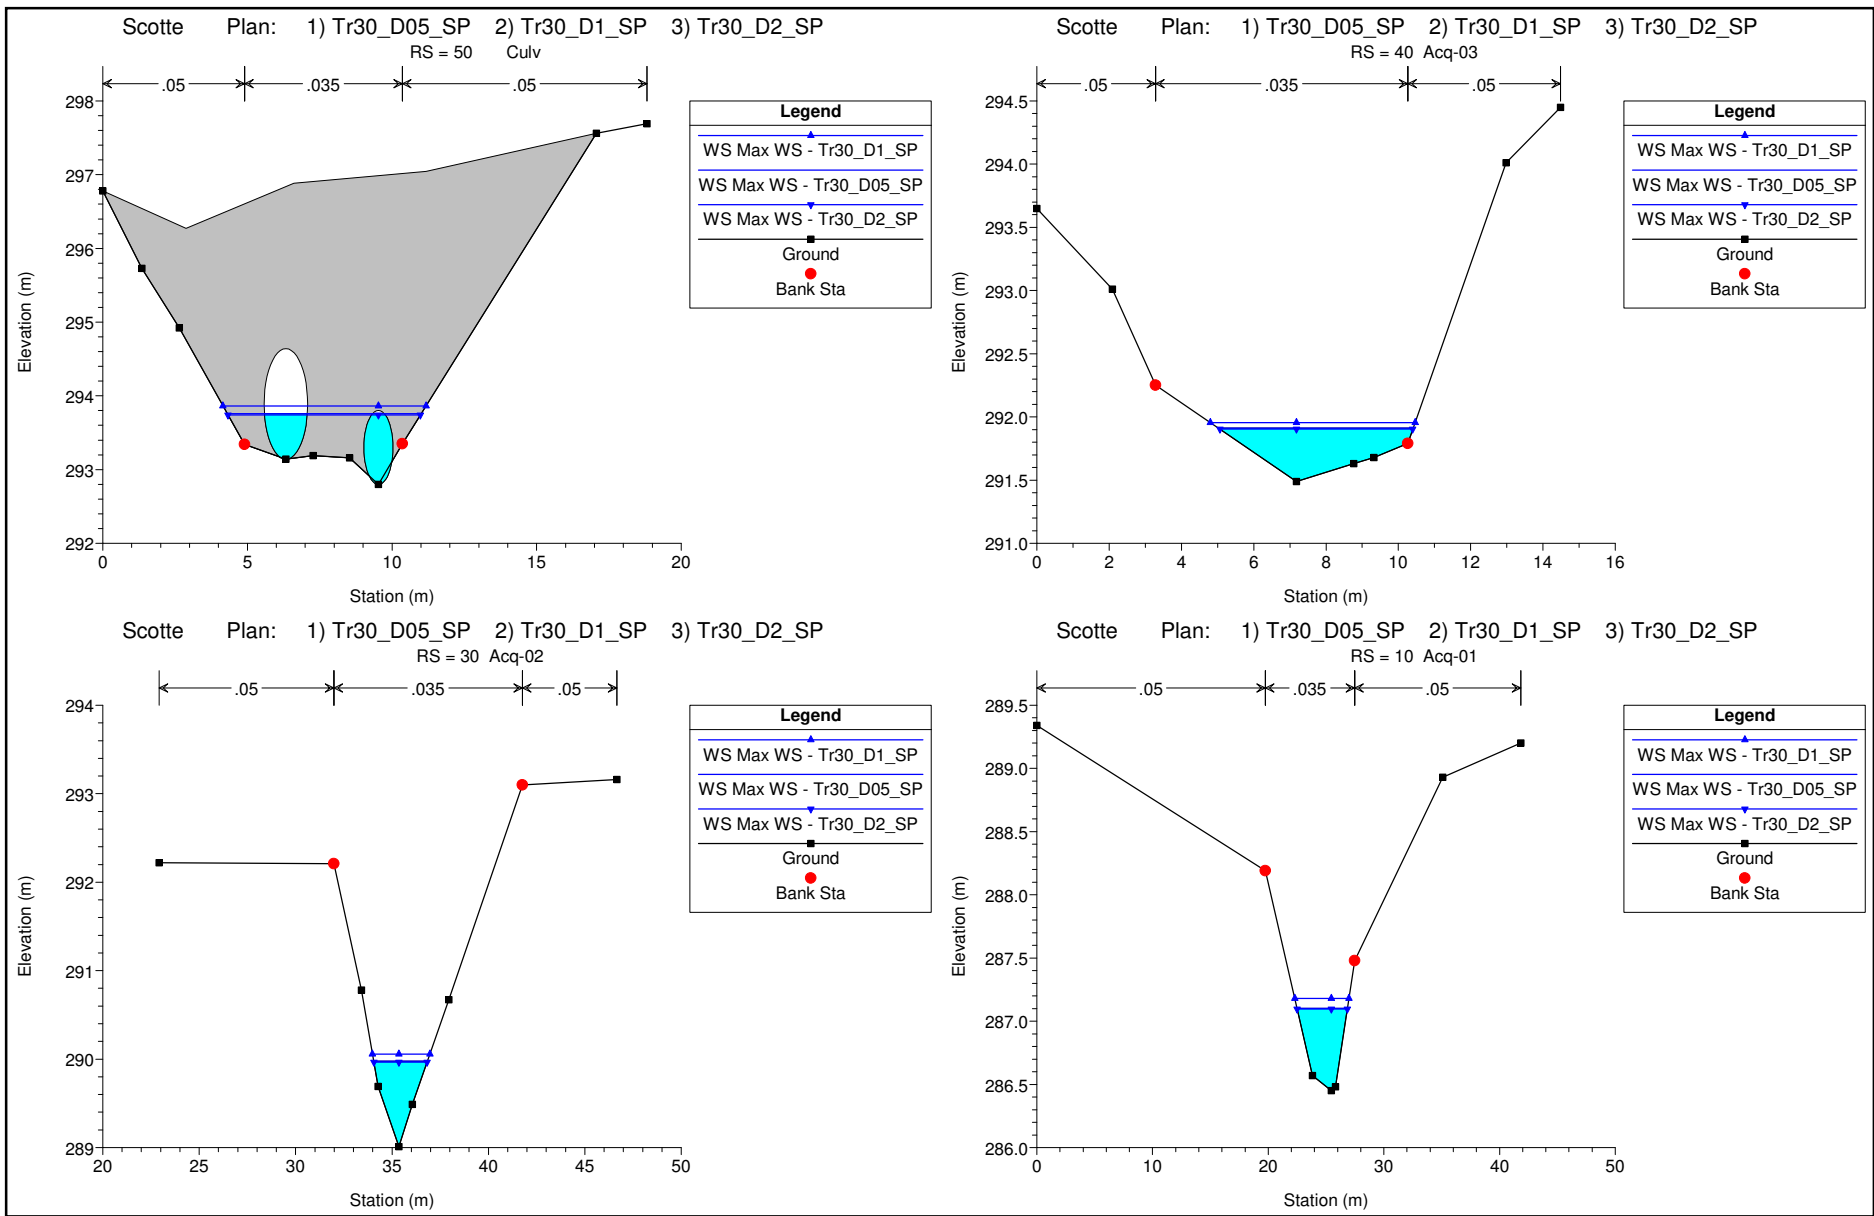 Scotte Plan: 1) Tr30_D05_SP 2) Tr30_D1_SP 3) Tr30_D2_SP
RS = 50 Culv
.05 .035 .05
298
297
296
295
294
293
292
Elevation (m)
0 5 10 15 20
Station (m)
Legend
WS Max WS - Tr30_D1_SP
WS Max WS - Tr30_D05_SP
WS Max WS - Tr30_D2_SP
Ground
Bank Sta
Scotte Plan: 1) Tr30_D05_SP 2) Tr30_D1_SP 3) Tr30_D2_SP
RS = 40 Acq-03
.05 .035 .05
294.5
294.0
293.5
293.0
292.5
292.0
291.5
291.0
Elevation (m)
0 2 4 6 8 10 12 14 16
Station (m)
Legend
WS Max WS - Tr30_D1_SP
WS Max WS - Tr30_D05_SP
WS Max WS - Tr30_D2_SP
Ground
Bank Sta
Scotte Plan: 1) Tr30_D05_SP 2) Tr30_D1_SP 3) Tr30_D2_SP
RS = 30 Acq-02
.05 .035 .05
294
293
292
291
290
289
Elevation (m)
20 25 30 35 40 45 50
Station (m)
Legend
WS Max WS - Tr30_D1_SP
WS Max WS - Tr30_D05_SP
WS Max WS - Tr30_D2_SP
Ground
Bank Sta
Scotte Plan: 1) Tr30_D05_SP 2) Tr30_D1_SP 3) Tr30_D2_SP
RS = 10 Acq-01
.05 .035 .05
289.5
289.0
288.5
288.0
287.5
287.0
286.5
286.0
Elevation (m)
0 10 20 30 40 50
Station (m)
Legend
WS Max WS - Tr30_D1_SP
WS Max WS - Tr30_D05_SP
WS Max WS - Tr30_D2_SP
Ground
Bank Sta